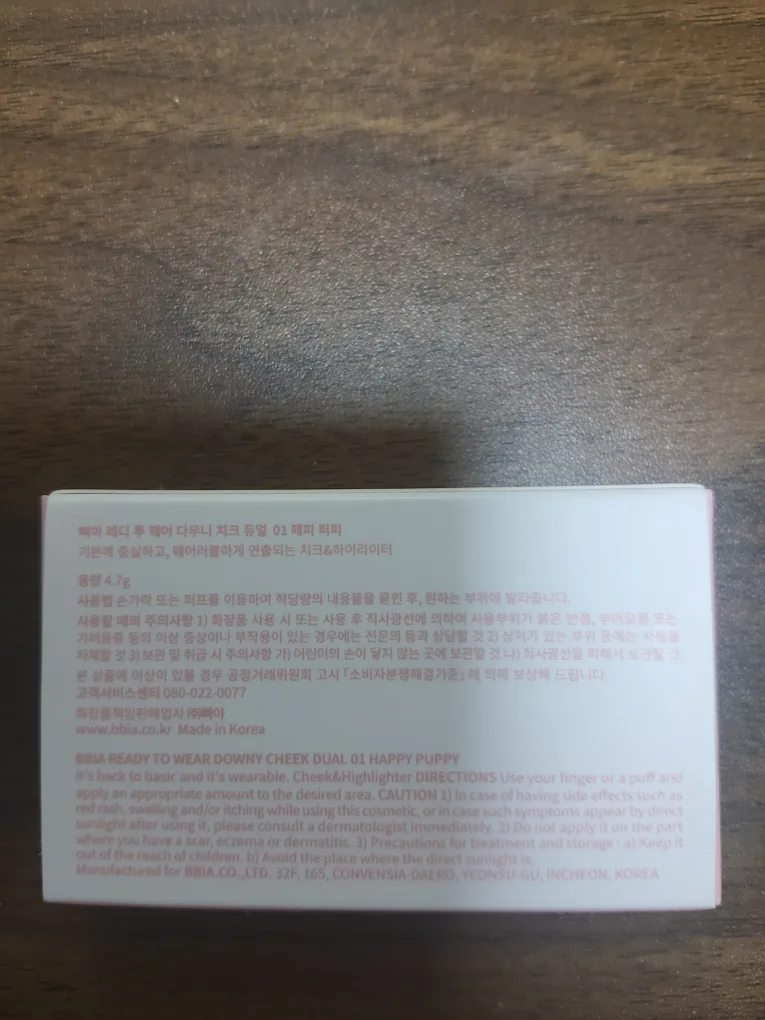 삐아 레디 투 웨어 다우니 치크 듀얼 01 해피 퍼피
기본에 충실하고, 웨어러블하게 연출되는 치크&하이라이터
용량 4.7g
사용법 손가락 또는 퍼프를 이용하여 적당량의 내용물을 묻힌 후, 원하는 부위에 발라줍니다.
사용할 때의 주의사항 1) 화장품 사용 시 또는 사용 후 직사광선에 의하여 사용부위가 붉은 반점, 부어오름 또는
가려움증 등의 이상 증상이나 부작용이 있는 경우에는 전문의 등과 상담할 것 2) 상처가 있는 부위 등에는 사용을
자제할 것 3) 보관 및 취급 시 주의사항 가) 어린이의 손이 닿지 않는 곳에 보관할 것 나) 직사광선을 피해서 보관할 것
본 상품에 이상이 있을 경우 공정거래위원회 고시 「소비자분쟁해결기준」에 의해 보상해 드립니다.
고객서비스센터 080-022-0077
화장품책임판매업자 ㈜삐아
www.bbia.co.kr Made in Korea
BBIA READY TO WEAR DOWNY CHEEK DUAL 01 HAPPY PUPPY
It's back to basic and it's wearable. Cheek&Highlighter DIRECTIONS Use your finger or a puff and
apply an appropriate amount to the desired area. CAUTION 1) In case of having side effects such as
red rash, swelling and/or itching while using this cosmetic, or in case such symptoms appear by direct
sunlight after using it, please consult a dermatologist immediately. 2) Do not apply it on the part
where you have a scar, eczema or dermatitis. 3) Precautions for treatment and storage : a) Keep it
out of the reach of children. b) Avoid the place where the direct sunlight is.
Manufactured for BBIA.CO.,LTD. 32F, 165, CONVENSIA-DAERO, YEONSU-GU, INCHEON, KOREA